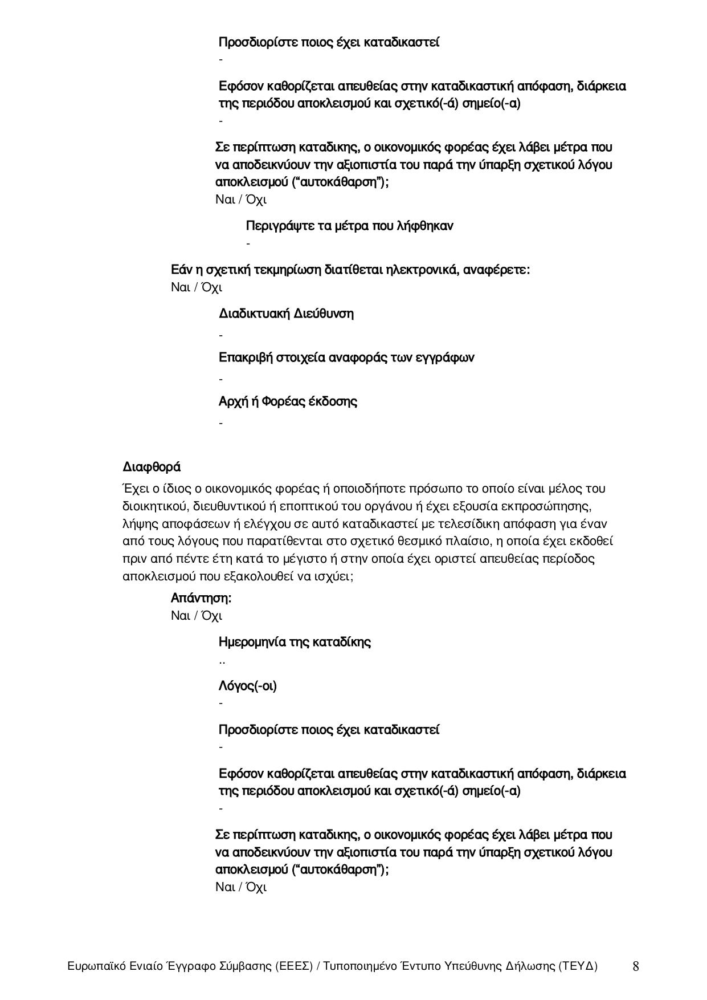 Προσδιορίστε ποιος έχει καταδικαστεί
-
Εφόσον καθορίζεται απευθείας στην καταδικαστική απόφαση, διάρκεια
της περιόδου αποκλεισμού και σχετικό(-ά) σημείο(-α)
-
Σε περίπτωση καταδικης, ο οικονομικός φορέας έχει λάβει μέτρα που
να αποδεικνύουν την αξιοπιστία του παρά την ύπαρξη σχετικού λόγου
αποκλεισμού (“αυτοκάθαρση”);
Ναι / Όχι
Περιγράψτε τα μέτρα που λήφθηκαν
-
Εάν η σχετική τεκμηρίωση διατίθεται ηλεκτρονικά, αναφέρετε:
Ναι / Όχι
Διαδικτυακή Διεύθυνση
-
Επακριβή στοιχεία αναφοράς των εγγράφων
-
Αρχή ή Φορέας έκδοσης
-
Διαφθορά
Έχει ο ίδιος ο οικονομικός φορέας ή οποιοδήποτε πρόσωπο το οποίο είναι μέλος του
διοικητικού, διευθυντικού ή εποπτικού του οργάνου ή έχει εξουσία εκπροσώπησης,
λήψης αποφάσεων ή ελέγχου σε αυτό καταδικαστεί με τελεσίδικη απόφαση για έναν
από τους λόγους που παρατίθενται στο σχετικό θεσμικό πλαίσιο, η οποία έχει εκδοθεί
πριν από πέντε έτη κατά το μέγιστο ή στην οποία έχει οριστεί απευθείας περίοδος
αποκλεισμού που εξακολουθεί να ισχύει;
Απάντηση:
Ναι / Όχι
Ημερομηνία της καταδίκης
..
Λόγος(-οι)
-
Προσδιορίστε ποιος έχει καταδικαστεί
-
Εφόσον καθορίζεται απευθείας στην καταδικαστική απόφαση, διάρκεια
της περιόδου αποκλεισμού και σχετικό(-ά) σημείο(-α)
-
Σε περίπτωση καταδικης, ο οικονομικός φορέας έχει λάβει μέτρα που
να αποδεικνύουν την αξιοπιστία του παρά την ύπαρξη σχετικού λόγου
αποκλεισμού (“αυτοκάθαρση”);
Ναι / Όχι
Ευρωπαϊκό Ενιαίο Έγγραφο Σύμβασης (ΕΕΕΣ) / Τυποποιημένο Έντυπο Υπεύθυνης Δήλωσης (ΤΕΥΔ) 8